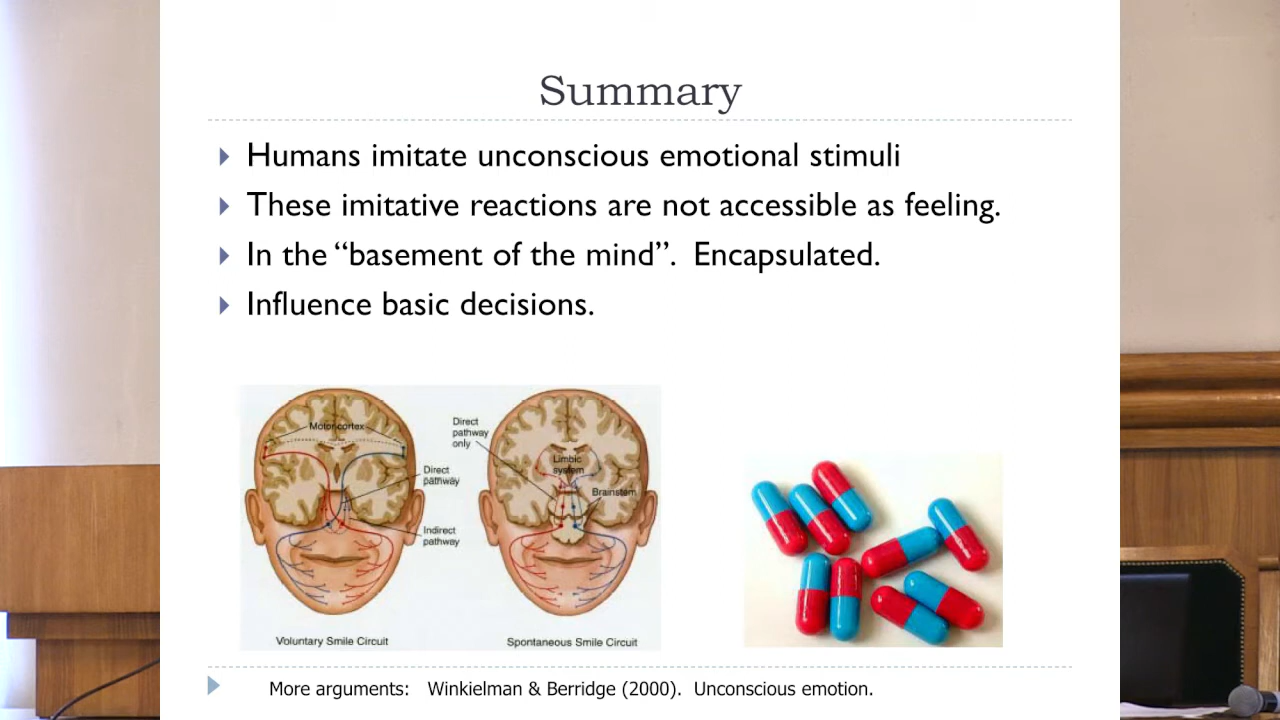 Summary
Humans imitate unconscious emotional stimuli
These imitative reactions are not accessible as feeling.
In the “basement of the mind”.  Encapsulated.
Influence basic decisions.
Motor cortex
Direct pathway
Indirect pathway
Voluntary Smile Circuit
Direct pathway only
Limbic system
Brainstem
Spontaneous Smile Circuit
More arguments:   Winkielman & Berridge (2000).  Unconscious emotion.